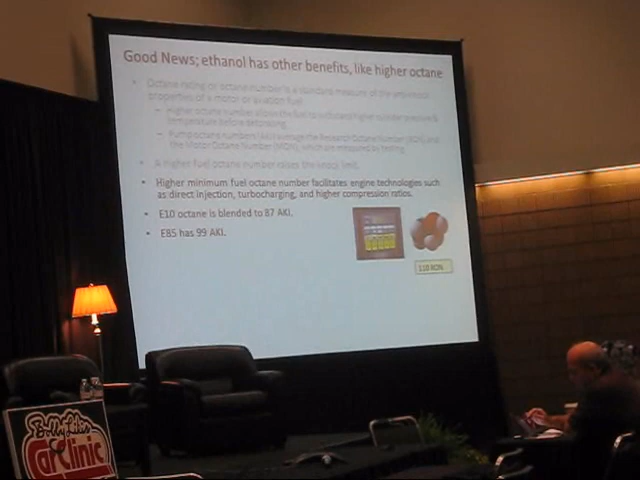 Good News; ethanol has other benefits, like higher octane
Octane rating or octane number is a standard measure of the anti-knock
properties of a motor or aviation fuel
Higher octane number allows the fuel to withstand higher pressure &
temperature before detonating
Pump octane numbers (AKI) average the Research Octane Number (RON) and
the Motor Octane Number (MON), which are measured by testing.
A higher fuel octane number raises the knock limit.
Higher minimum fuel octane number facilitates engine technologies such
as direct injection, turbocharging, and higher compression ratios.
E10 octane is blended to 87 AKI.
E85 has 99 AKI.
110 RON
Bobby Likis
Car Clinic